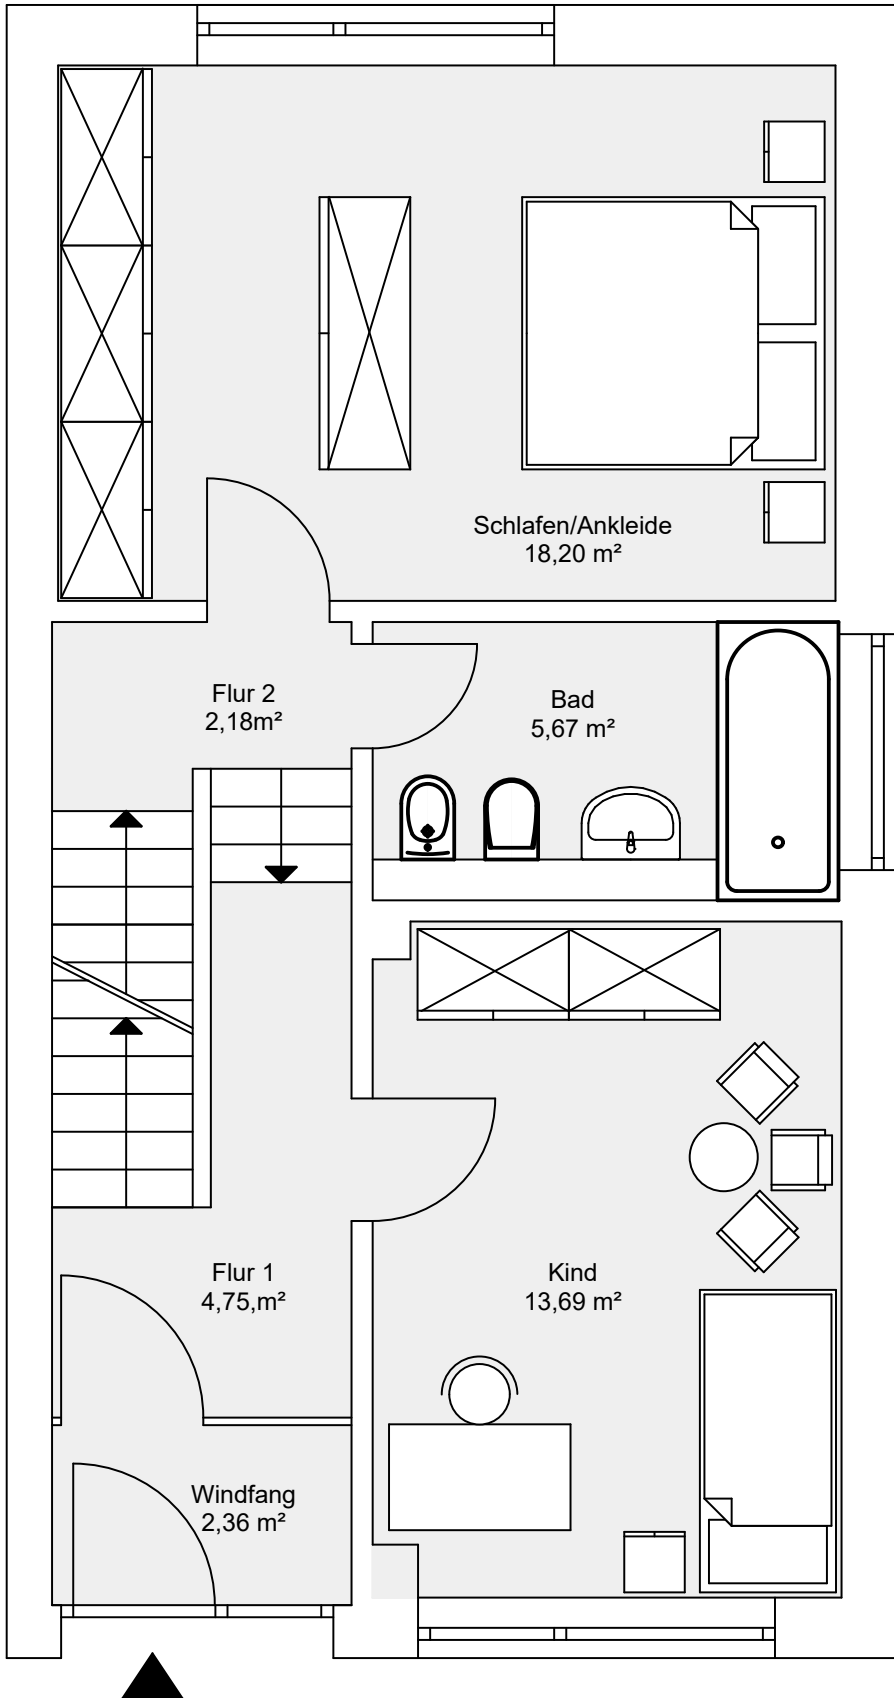 Schlafen/Ankleide
18,20 m²
Flur 2
2,18m²
Bad
5,67 m²
Flur 1
4,75,m²
Kind
13,69 m²
Windfang
2,36 m²